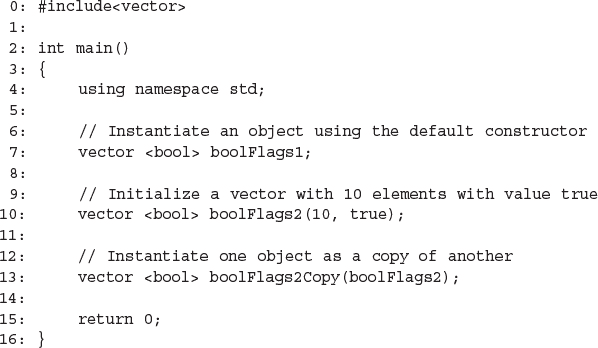 0: #include<vector>
1:
2: int main()
3: {
4:     using namespace std;
5:
6:     // Instantiate an object using the default constructor
7:     vector <bool> boolFlags1;
8:
9:     // Initialize a vector with 10 elements with value true
10:     vector <bool> boolFlags2(10, true);
11:
12:     // Instantiate one object as a copy of another
13:     vector <bool> boolFlags2Copy(boolFlags2);
14:
15:     return 0;
16: }